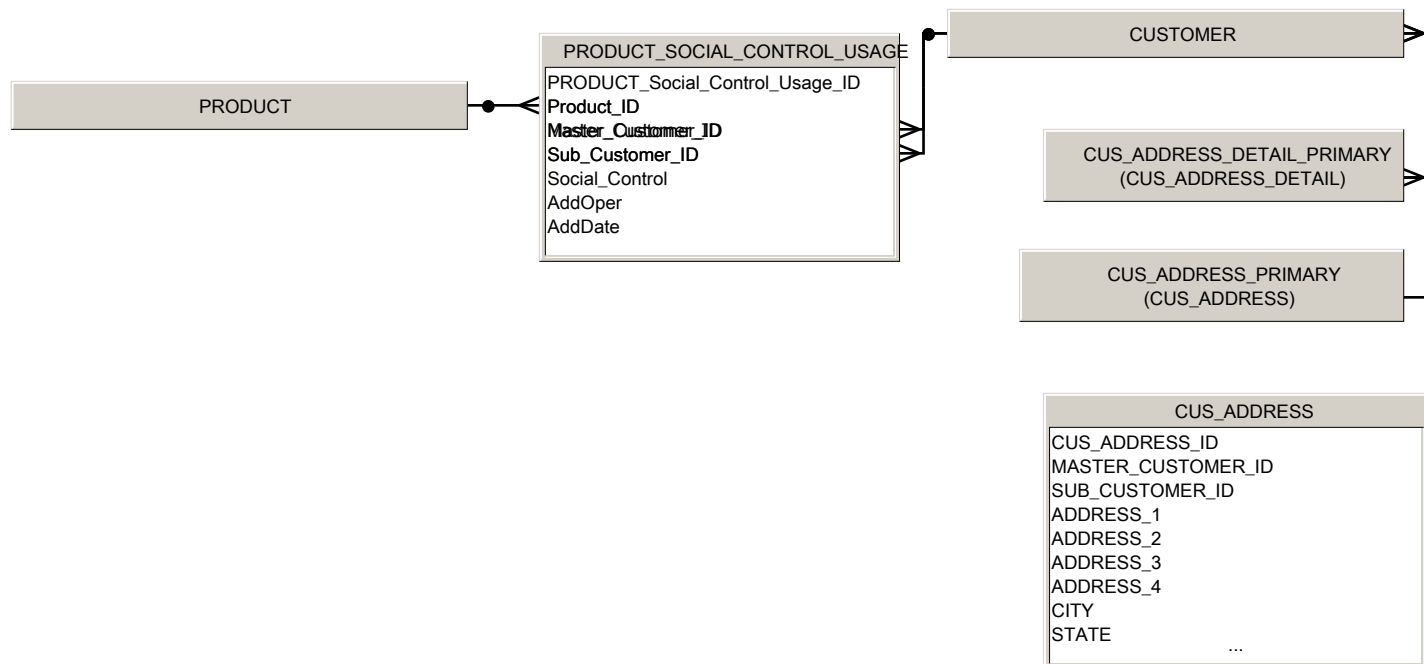 PRODUCT
PRODUCT_SOCIAL_CONTROL_USAGE
PRODUCT_Social_Control_Usage_ID
Product_ID
Master_Customer_ID
Sub_Customer_ID
Social_Control
AddOper
AddDate
CUSTOMER
CUS_ADDRESS_DETAIL_PRIMARY
(CUS_ADDRESS_DETAIL)
CUS_ADDRESS_PRIMARY
(CUS_ADDRESS)
CUS_ADDRESS
CUS_ADDRESS_ID
MASTER_CUSTOMER_ID
SUB_CUSTOMER_ID
ADDRESS_1
ADDRESS_2
ADDRESS_3
ADDRESS_4
CITY
STATE
...